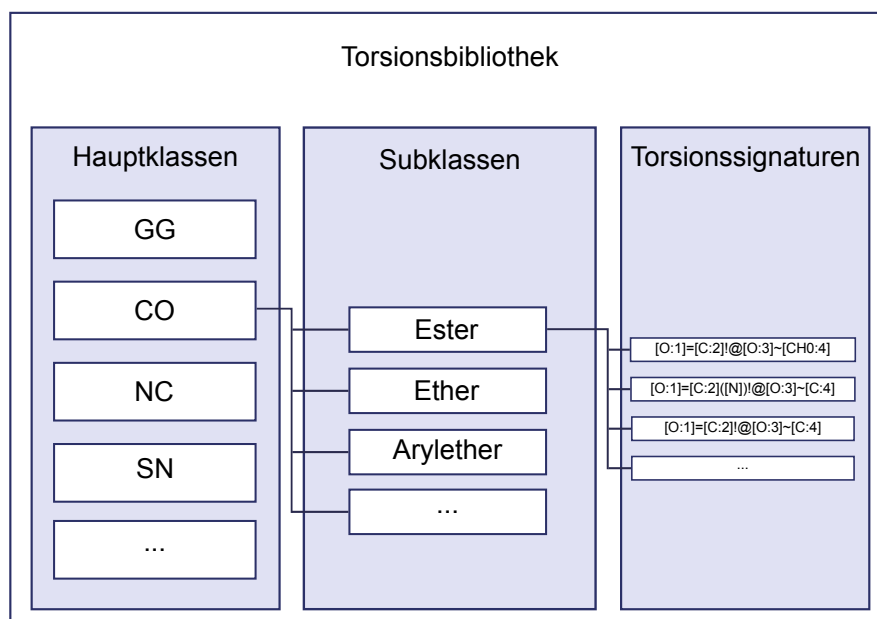 Torsionsbibliothek
Hauptklassen
GG
CO
NC
SN
...
Subklassen
Ester
Ether
Arylether
...
Torsionssignaturen
[O:1]=[C:2]!@[O:3]~[CH0:4]
[O:1]=[C:2]([N])!@[O:3]~[C:4]
[O:1]=[C:2]!@[O:3]~[C:4]
...